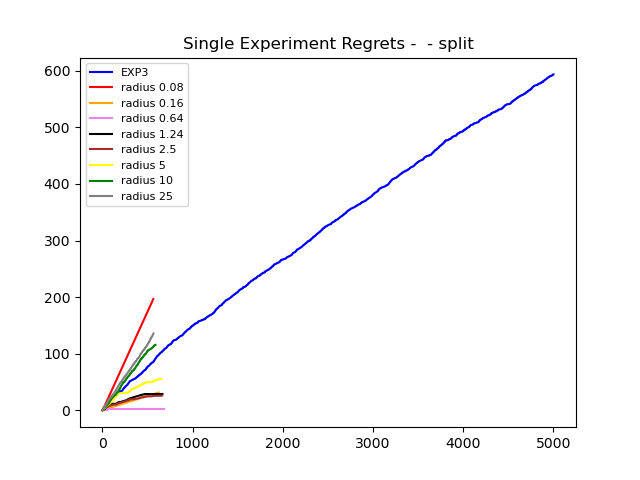 Single Experiment Regrets -  - split
600
500
400
300
200
100
0
EXP3
radius 0.08
radius 0.16
radius 0.64
radius 1.24
radius 2.5
radius 5
radius 10
radius 25
0 1000 2000 3000 4000 5000